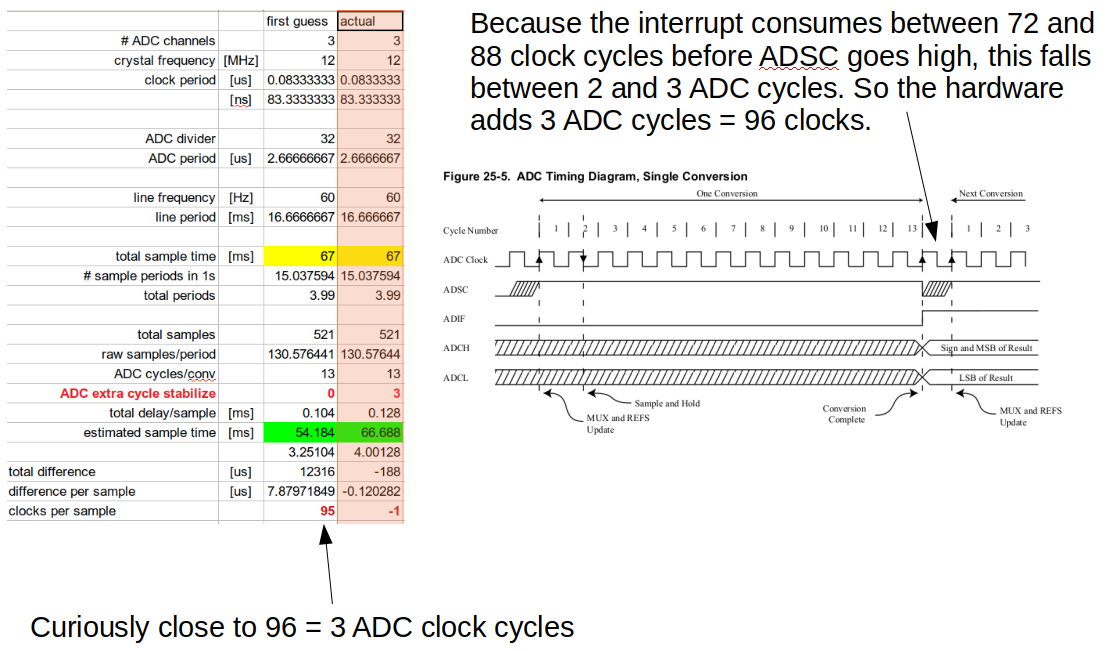 first guess actual
# ADC channels 3 3
crystal frequency [MHz] 12 12
clock period [us] 0.08333333 0.0833333
[ns] 83.3333333 83.333333
ADC divider 32 32
ADC period [us] 2.66666667 2.6666667
line frequency [Hz] 60 60
line period [ms] 16.6666667 16.666667
total sample time [ms] 67 67
# sample periods in 1s 15.037594 15.037594
total periods 3.99 3.99
total samples 521 521
raw samples/period 130.576441 130.57644
ADC cycles/conv 13 13
ADC extra cycle stabilize 0 3
total delay/sample [ms] 0.104 0.128
estimated sample time [ms] 54.184 66.688
3.25104 4.00128
total difference [us] 12316 -188
difference per sample [us] 7.87971849 -0.120282
clocks per sample 95 -1
Because the interrupt consumes between 72 and
88 clock cycles before ADSC goes high, this falls
between 2 and 3 ADC cycles. So the hardware
adds 3 ADC cycles = 96 clocks.
Figure 25-5. ADC Timing Diagram, Single Conversion
One Conversion Next Conversion
Cycle Number 1 2 3 4 5 6 7 8 9 10 11 12 13 1 2 3
ADC Clock
ADSC
ADIF
ADCH Sign and MSB of Result
ADCL LSB of Result
MUX and REFS
Update
Sample and Hold
Conversion
Complete
MUX and REFS
Update
Curiously close to 96 = 3 ADC clock cycles